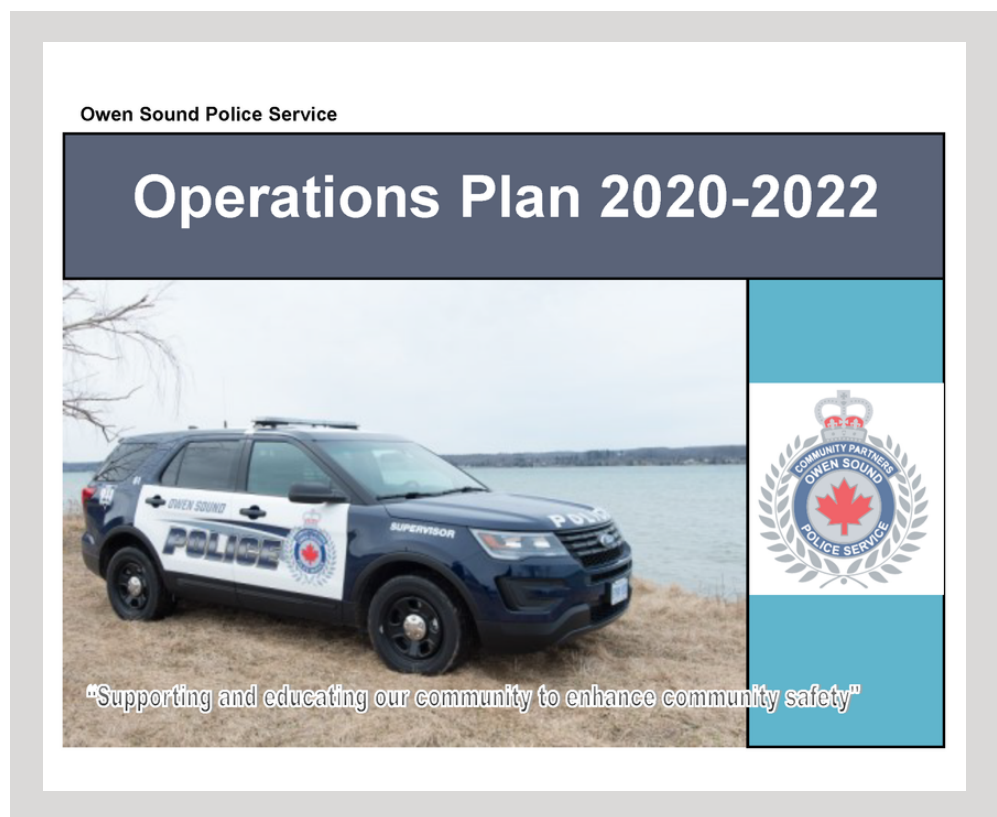 Owen Sound Police Service
Operations Plan 2020-2022
COMMUNITY PARTNERS
OWEN SOUND
POLICE SERVICE
OWEN SOUND
POLICE
SUPERVISOR
POLICE
“Supporting and educating our community to enhance community safety”